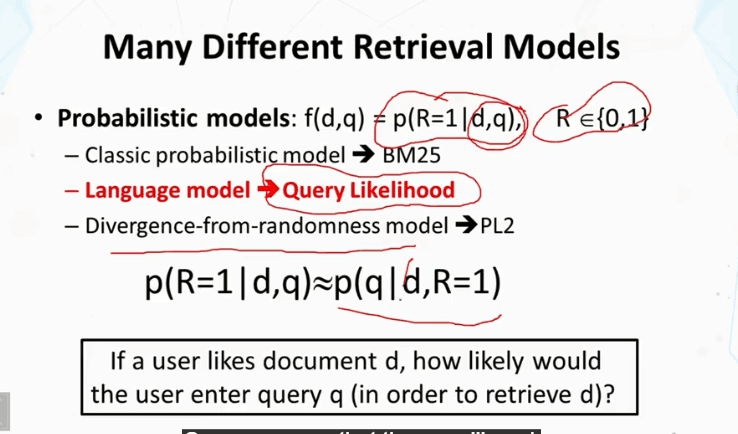 Many Different Retrieval Models
• Probabilistic models: f(d,q) = p(R=1|d,q), R ∈{0,1}
– Classic probabilistic model ➔ BM25
– Language model ➔ Query Likelihood
– Divergence-from-randomness model ➔PL2
p(R=1|d,q)≈p(q|d,R=1)
If a user likes document d, how likely would
the user enter query q (in order to retrieve d)?